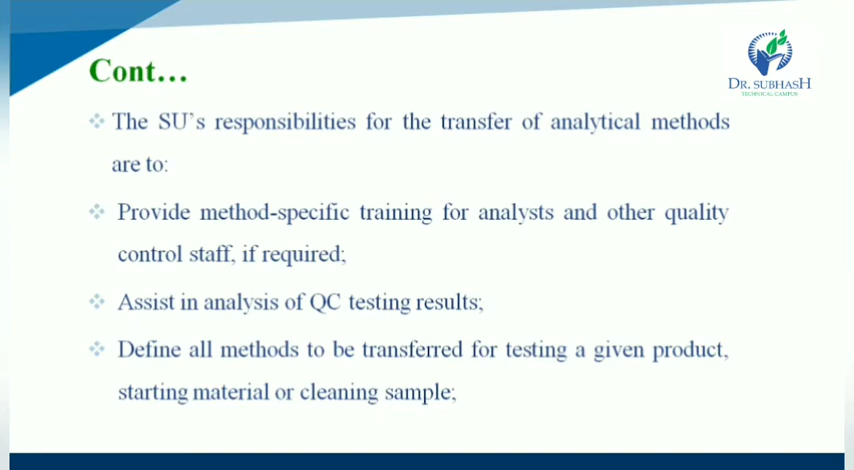 Cont...
DR. SUBHASH
TECHNICAL CAMPUS
❖ The SU's responsibilities for the transfer of analytical methods
are to:
❖ Provide method-specific training for analysts and other quality
control staff, if required;
❖ Assist in analysis of QC testing results;
❖ Define all methods to be transferred for testing a given product,
starting material or cleaning sample;